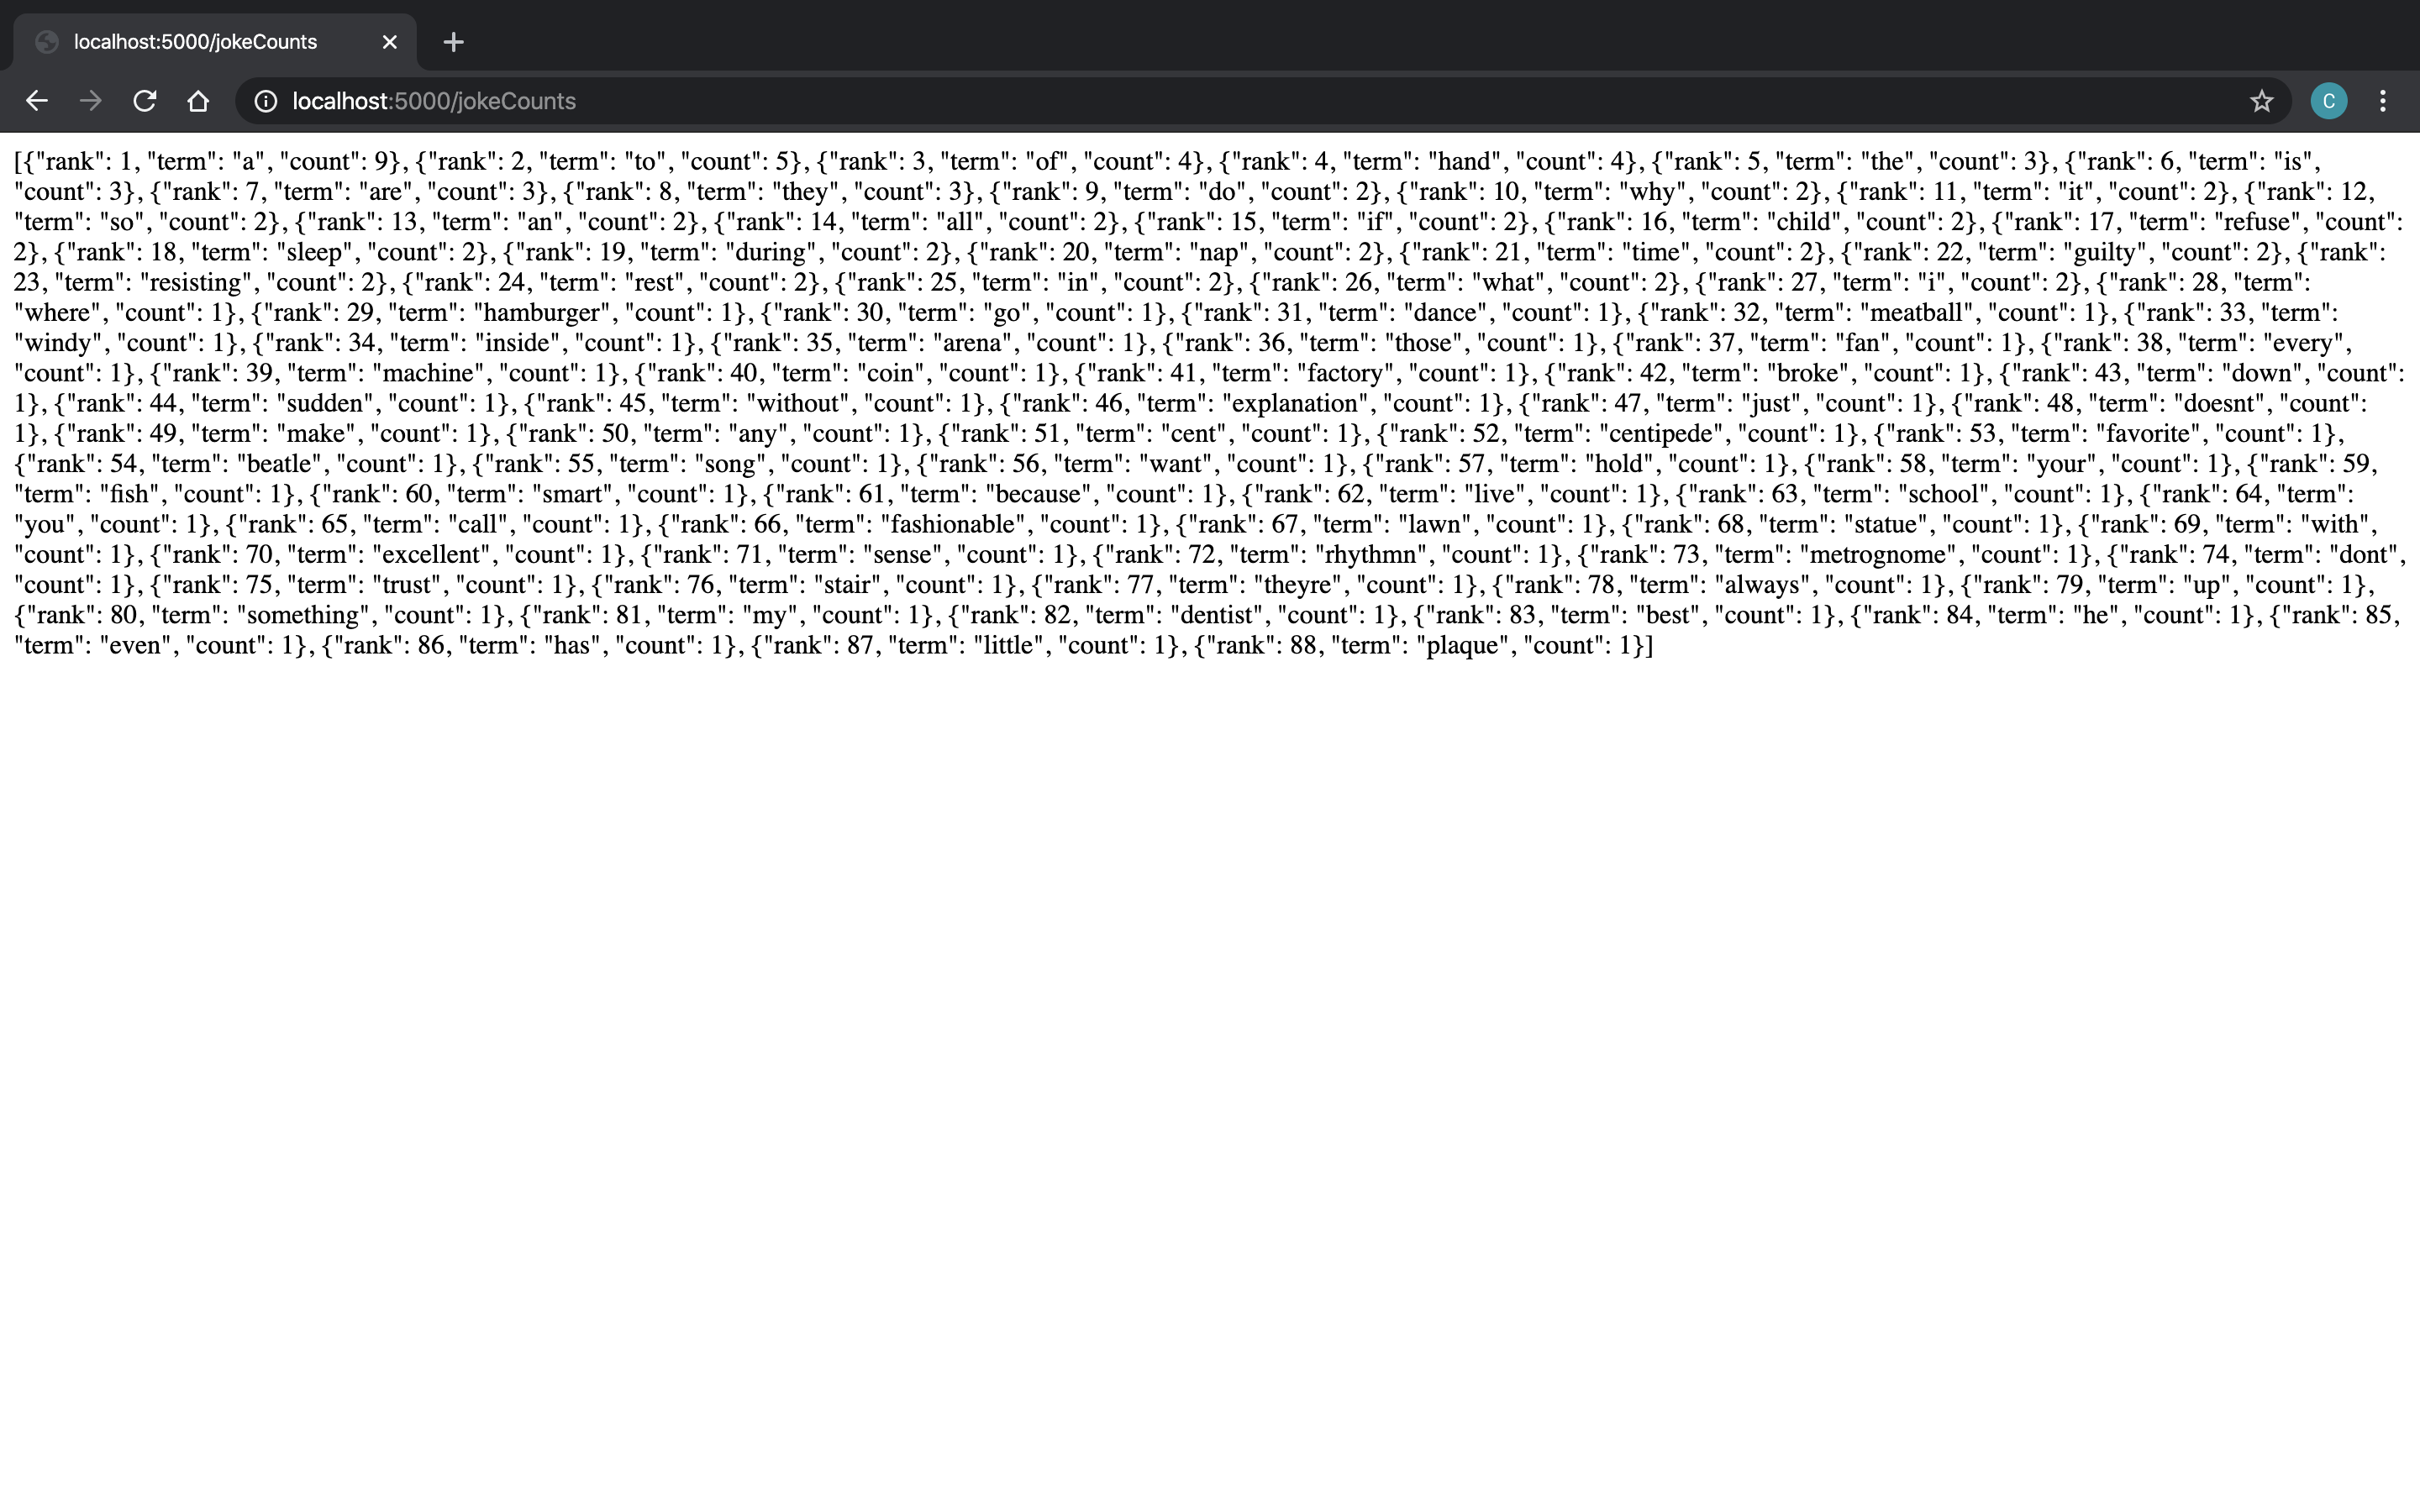 localhost:5000/jokeCounts
localhost:5000/jokeCounts
C
[{"rank": 1, "term": "a", "count": 9}, {"rank": 2, "term": "to", "count": 5}, {"rank": 3, "term": "of", "count": 4}, {"rank": 4, "term": "hand", "count": 4}, {"rank": 5, "term": "the", "count": 3}, {"rank": 6, "term": "is",
"count": 3}, {"rank": 7, "term": "are", "count": 3}, {"rank": 8, "term": "they", "count": 3}, {"rank": 9, "term": "do", "count": 2}, {"rank": 10, "term": "why", "count": 2}, {"rank": 11, "term": "it", "count": 2}, {"rank": 12,
"term": "so", "count": 2}, {"rank": 13, "term": "an", "count": 2}, {"rank": 14, "term": "all", "count": 2}, {"rank": 15, "term": "if", "count": 2}, {"rank": 16, "term": "child", "count": 2}, {"rank": 17, "term": "refuse", "count":
2}, {"rank": 18, "term": "sleep", "count": 2}, {"rank": 19, "term": "during", "count": 2}, {"rank": 20, "term": "nap", "count": 2}, {"rank": 21, "term": "time", "count": 2}, {"rank": 22, "term": "guilty", "count": 2}, {"rank":
23, "term": "resisting", "count": 2}, {"rank": 24, "term": "rest", "count": 2}, {"rank": 25, "term": "in", "count": 2}, {"rank": 26, "term": "what", "count": 2}, {"rank": 27, "term": "i", "count": 2}, {"rank": 28, "term":
"where", "count": 1}, {"rank": 29, "term": "hamburger", "count": 1}, {"rank": 30, "term": "go", "count": 1}, {"rank": 31, "term": "dance", "count": 1}, {"rank": 32, "term": "meatball", "count": 1}, {"rank": 33, "term":
"windy", "count": 1}, {"rank": 34, "term": "inside", "count": 1}, {"rank": 35, "term": "arena", "count": 1}, {"rank": 36, "term": "those", "count": 1}, {"rank": 37, "term": "fan", "count": 1}, {"rank": 38, "term": "every",
"count": 1}, {"rank": 39, "term": "machine", "count": 1}, {"rank": 40, "term": "coin", "count": 1}, {"rank": 41, "term": "factory", "count": 1}, {"rank": 42, "term": "broke", "count": 1}, {"rank": 43, "term": "down", "count":
1}, {"rank": 44, "term": "sudden", "count": 1}, {"rank": 45, "term": "without", "count": 1}, {"rank": 46, "term": "explanation", "count": 1}, {"rank": 47, "term": "just", "count": 1}, {"rank": 48, "term": "doesnt", "count":
1}, {"rank": 49, "term": "make", "count": 1}, {"rank": 50, "term": "any", "count": 1}, {"rank": 51, "term": "cent", "count": 1}, {"rank": 52, "term": "centipede", "count": 1}, {"rank": 53, "term": "favorite", "count": 1},
{"rank": 54, "term": "beatle", "count": 1}, {"rank": 55, "term": "song", "count": 1}, {"rank": 56, "term": "want", "count": 1}, {"rank": 57, "term": "hold", "count": 1}, {"rank": 58, "term": "your", "count": 1}, {"rank": 59,
"term": "fish", "count": 1}, {"rank": 60, "term": "smart", "count": 1}, {"rank": 61, "term": "because", "count": 1}, {"rank": 62, "term": "live", "count": 1}, {"rank": 63, "term": "school", "count": 1}, {"rank": 64, "term":
"you", "count": 1}, {"rank": 65, "term": "call", "count": 1}, {"rank": 66, "term": "fashionable", "count": 1}, {"rank": 67, "term": "lawn", "count": 1}, {"rank": 68, "term": "statue", "count": 1}, {"rank": 69, "term": "with",
"count": 1}, {"rank": 70, "term": "excellent", "count": 1}, {"rank": 71, "term": "sense", "count": 1}, {"rank": 72, "term": "rhythmn", "count": 1}, {"rank": 73, "term": "metrognome", "count": 1}, {"rank": 74, "term": "dont",
"count": 1}, {"rank": 75, "term": "trust", "count": 1}, {"rank": 76, "term": "stair", "count": 1}, {"rank": 77, "term": "theyre", "count": 1}, {"rank": 78, "term": "always", "count": 1}, {"rank": 79, "term": "up", "count": 1},
{"rank": 80, "term": "something", "count": 1}, {"rank": 81, "term": "my", "count": 1}, {"rank": 82, "term": "dentist", "count": 1}, {"rank": 83, "term": "best", "count": 1}, {"rank": 84, "term": "he", "count": 1}, {"rank": 85,
"term": "even", "count": 1}, {"rank": 86, "term": "has", "count": 1}, {"rank": 87, "term": "little", "count": 1}, {"rank": 88, "term": "plaque", "count": 1}]